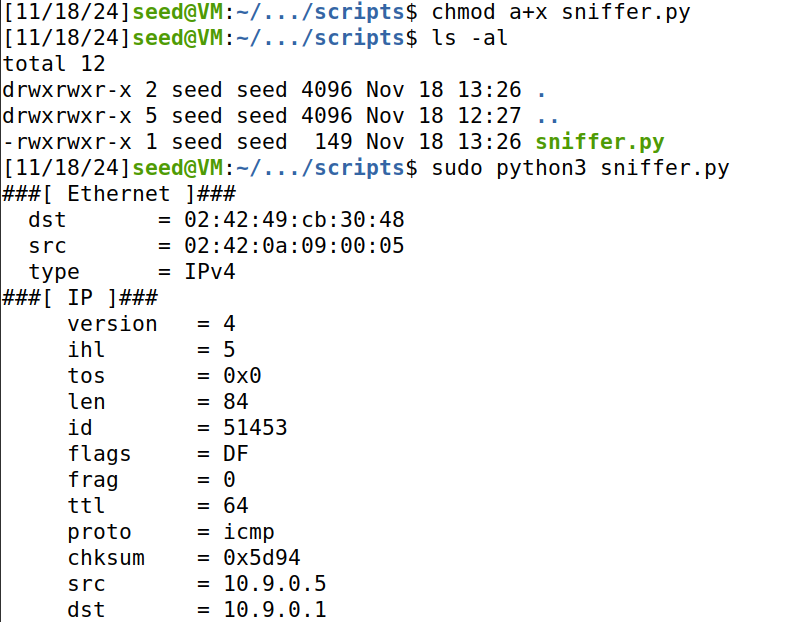 [11/18/24]seed@VM:~/.../scripts$ chmod a+x sniffer.py
[11/18/24]seed@VM:~/.../scripts$ ls -al
total 12
drwxrwxr-x 2 seed seed 4096 Nov 18 13:26 .
drwxrwxr-x 5 seed seed 4096 Nov 18 12:27 ..
-rwxrwxr-x 1 seed seed  149 Nov 18 13:26 sniffer.py
[11/18/24]seed@VM:~/.../scripts$ sudo python3 sniffer.py
###[ Ethernet ]###
  dst       = 02:42:49:cb:30:48
  src       = 02:42:0a:09:00:05
  type      = IPv4
###[ IP ]###
     version   = 4
     ihl       = 5
     tos       = 0x0
     len       = 84
     id        = 51453
     flags     = DF
     frag      = 0
     ttl       = 64
     proto     = icmp
     chksum    = 0x5d94
     src       = 10.9.0.5
     dst       = 10.9.0.1